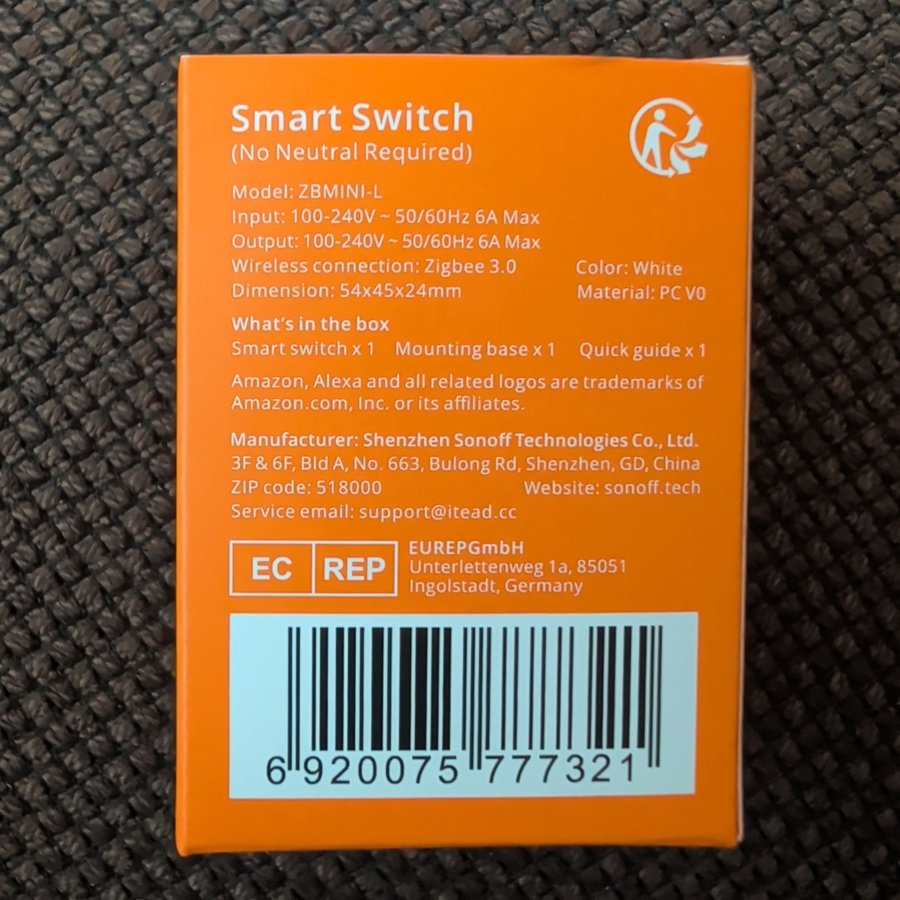 Smart Switch
(No Neutral Required)
Model: ZBMINI-L
Input: 100-240V ~ 50/60Hz 6A Max
Output: 100-240V ~ 50/60Hz 6A Max
Wireless connection: Zigbee 3.0 Color: White
Dimension: 54x45x24mm Material: PC V0
What's in the box
Smart switch x 1 Mounting base x 1 Quick guide x 1
Amazon, Alexa and all related logos are trademarks of
Amazon.com, Inc. or its affiliates.
Manufacturer: Shenzhen Sonoff Technologies Co., Ltd.
3F & 6F, Bld A, No. 663, Bulong Rd, Shenzhen, GD, China
ZIP code: 518000 Website: sonoff.tech
Service email: support@itead.cc
EC REP EUREPGmbH
Unterlettenweg 1a, 85051
Ingolstadt, Germany
6 920075 777321